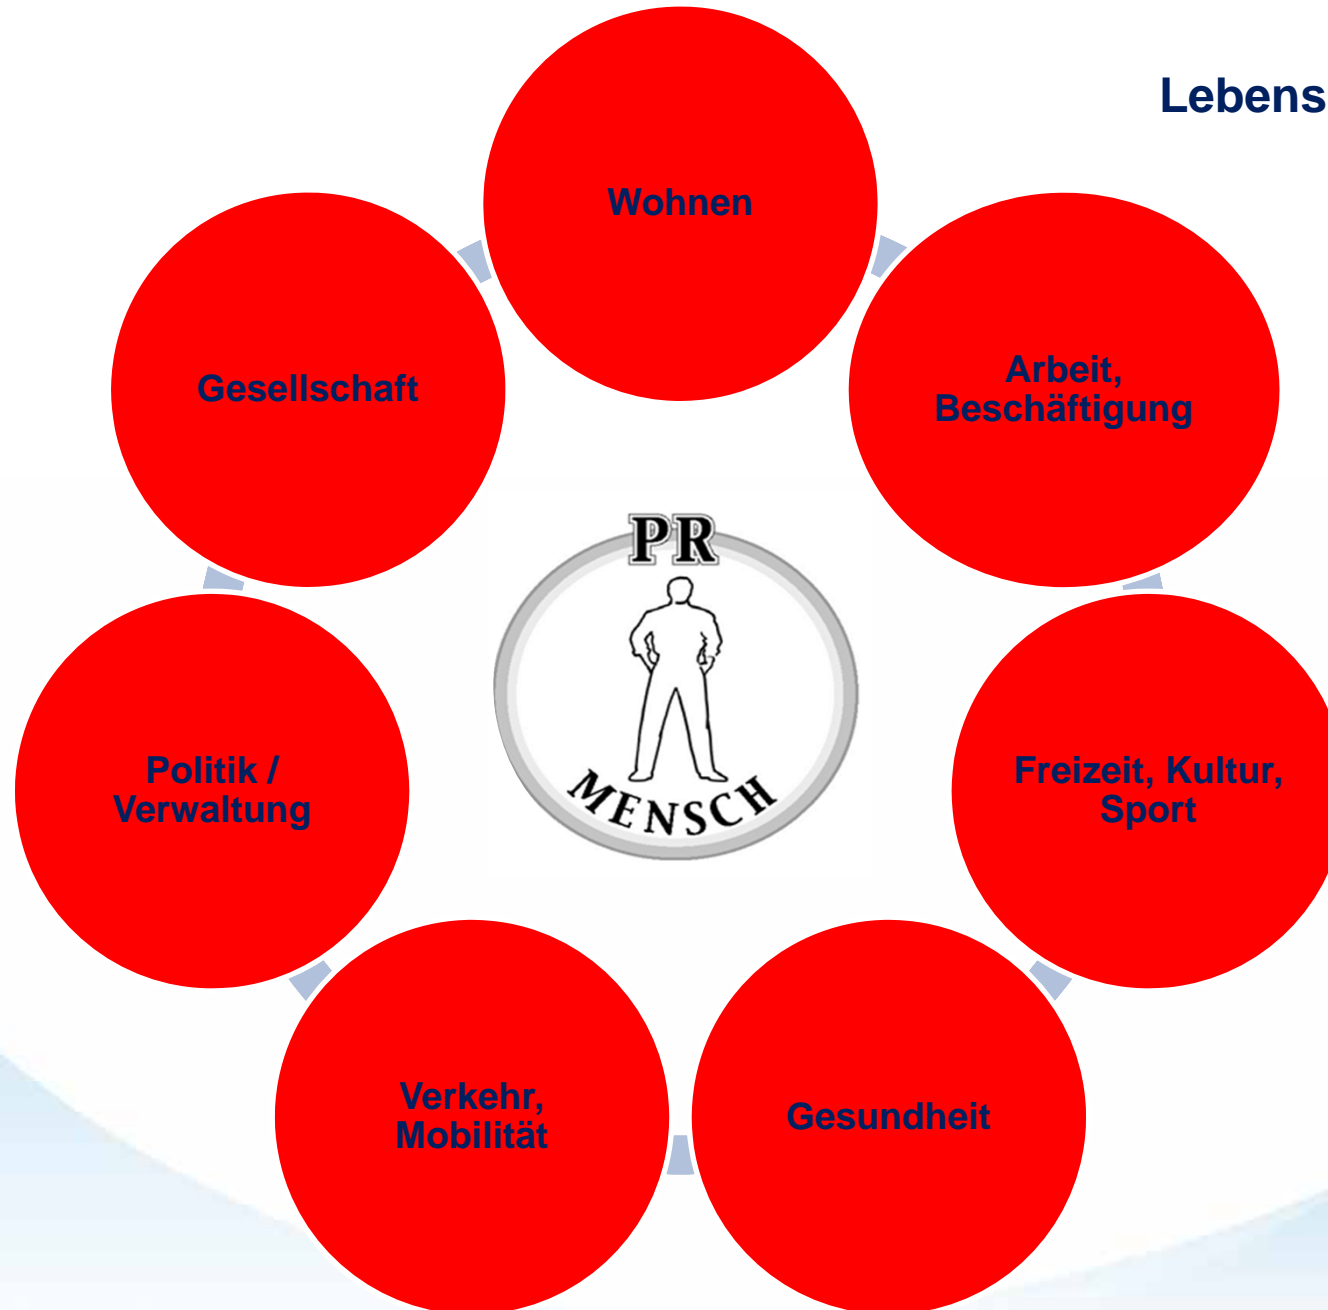 Lebens
Wohnen
Arbeit,
Beschäftigung
Freizeit, Kultur,
Sport
Gesundheit
Verkehr,
Mobilität
Politik /
Verwaltung
Gesellschaft
PR
MENSCH